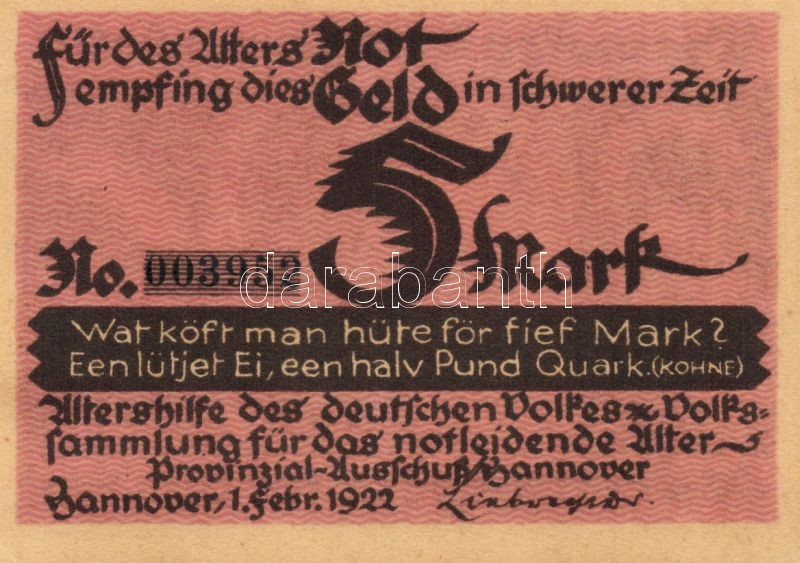 Für des Alters Not
empfing dies Geld in schwerer Zeit
5 Mark
No. 003952
darabanth
Wat köft man hüte för fief Mark?
Een lütjet Ei, een halv Pund Quark. (KOHNE)
Altershilfe des deutschen Volkes Volks=
sammlung für das notleidende Alter
Provinzial-Ausschuß Hannover
Hannover, 1. Febr. 1922